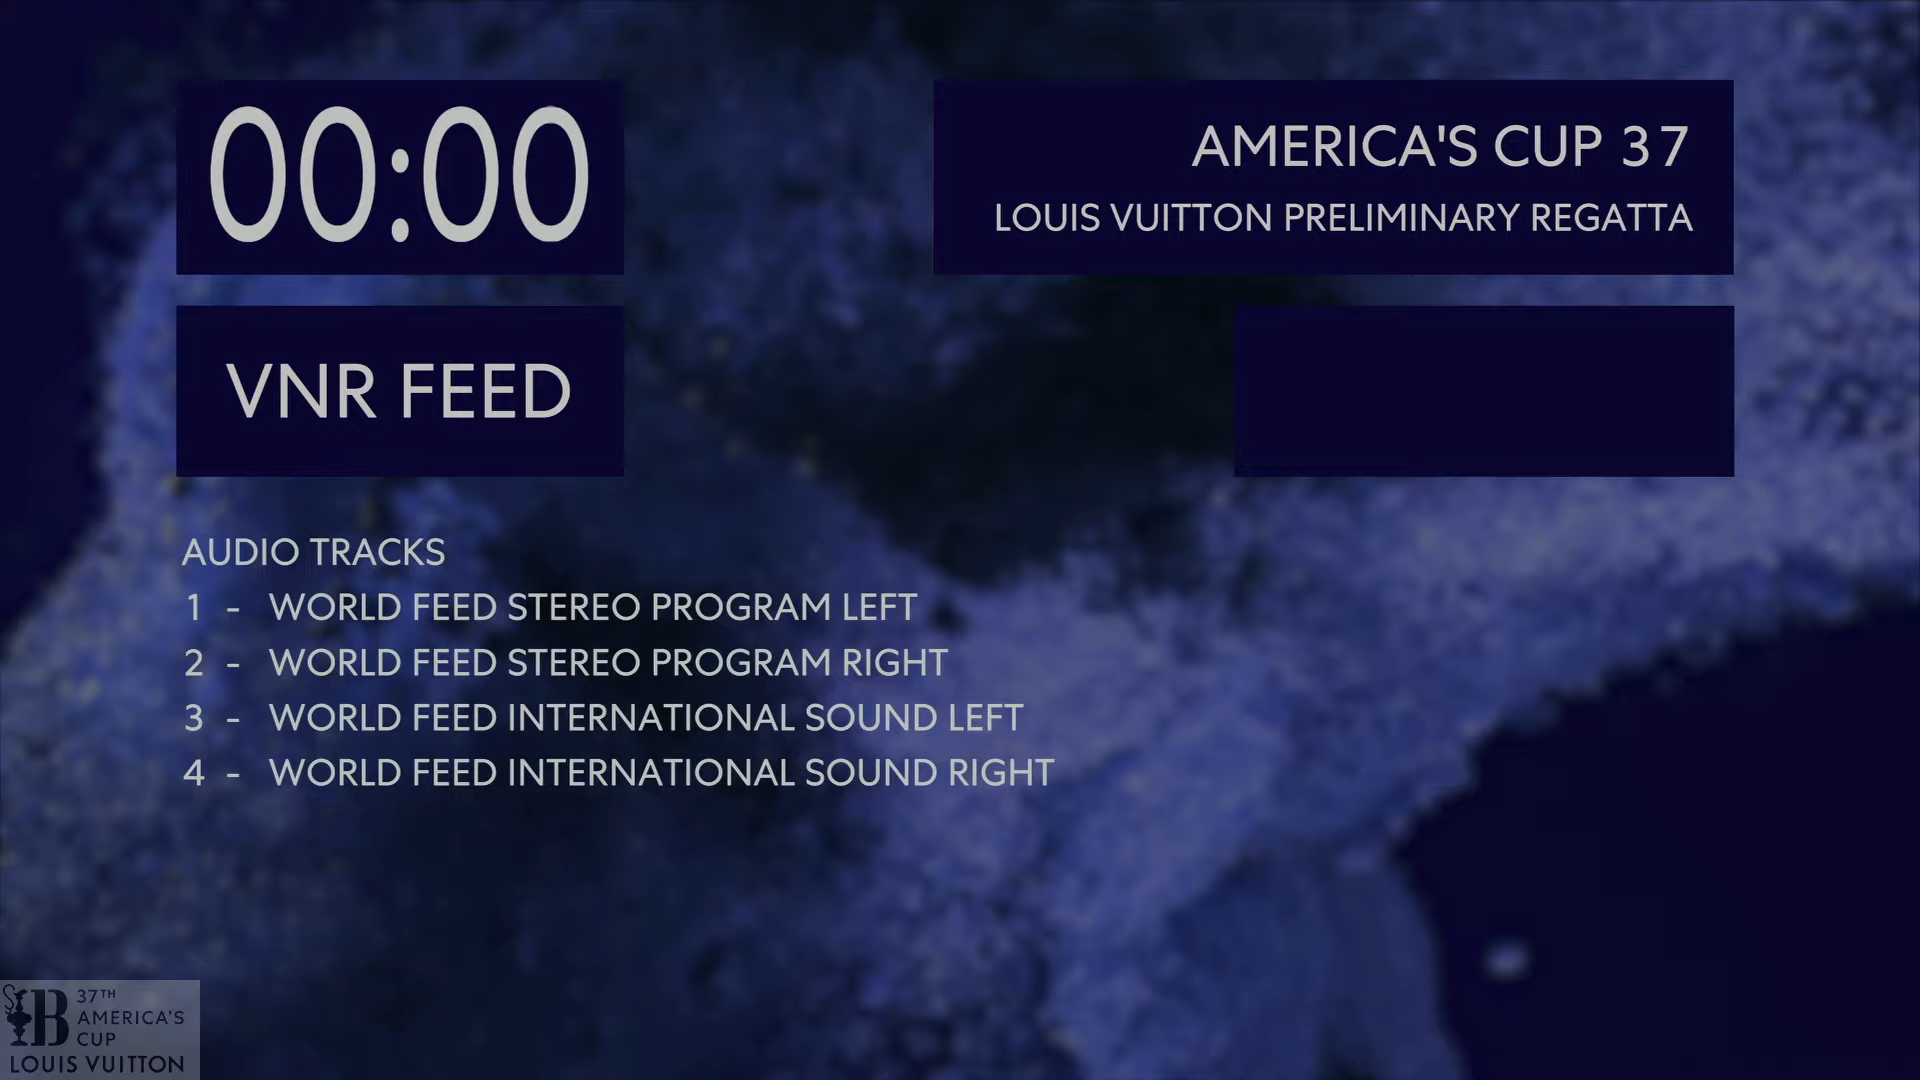 00:00
AMERICA'S CUP 37
LOUIS VUITTON PRELIMINARY REGATTA
VNR FEED
AUDIO TRACKS
1 - WORLD FEED STEREO PROGRAM LEFT
2 - WORLD FEED STEREO PROGRAM RIGHT
3 - WORLD FEED INTERNATIONAL SOUND LEFT
4 - WORLD FEED INTERNATIONAL SOUND RIGHT
B
37TH
AMERICA'S
CUP
LOUIS VUITTON